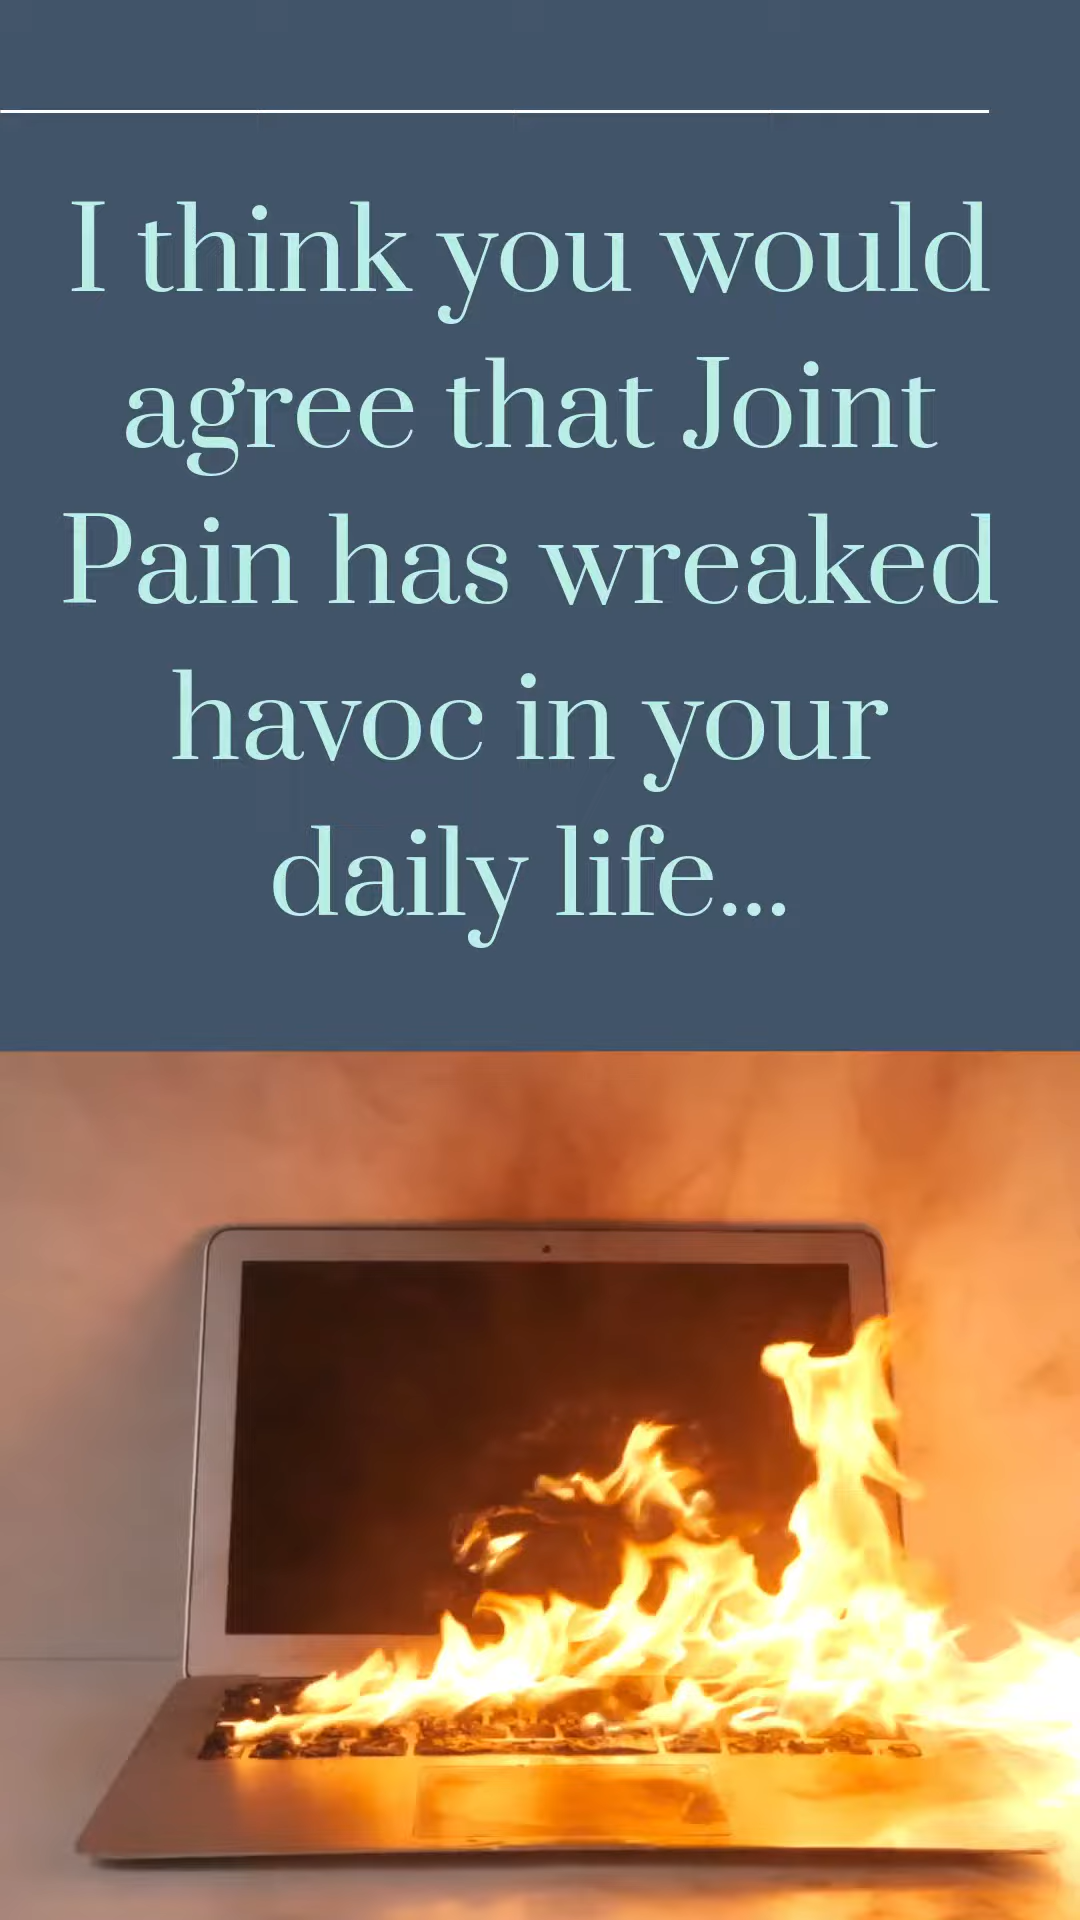 I think you would
agree that Joint
Pain has wreaked
havoc in your
daily life...